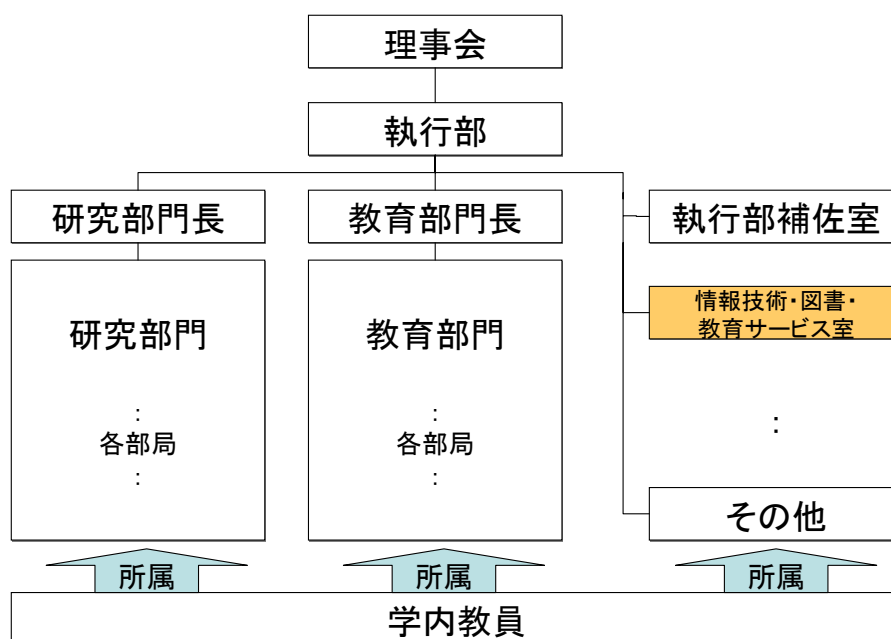 理事会
執行部
研究部門長
教育部門長
執行部補佐室
研究部門
:
各部局
:
教育部門
:
各部局
:
情報技術・図書・
教育サービス室
:
その他
所属
所属
所属
学内教員